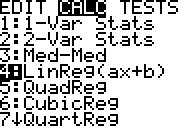 EDIT CALC TESTS
1:1-Var Stats
2:2-Var Stats
3:Med-Med
4:LinReg(ax+b)
5:QuadReg
6:CubicReg
7↓QuartReg